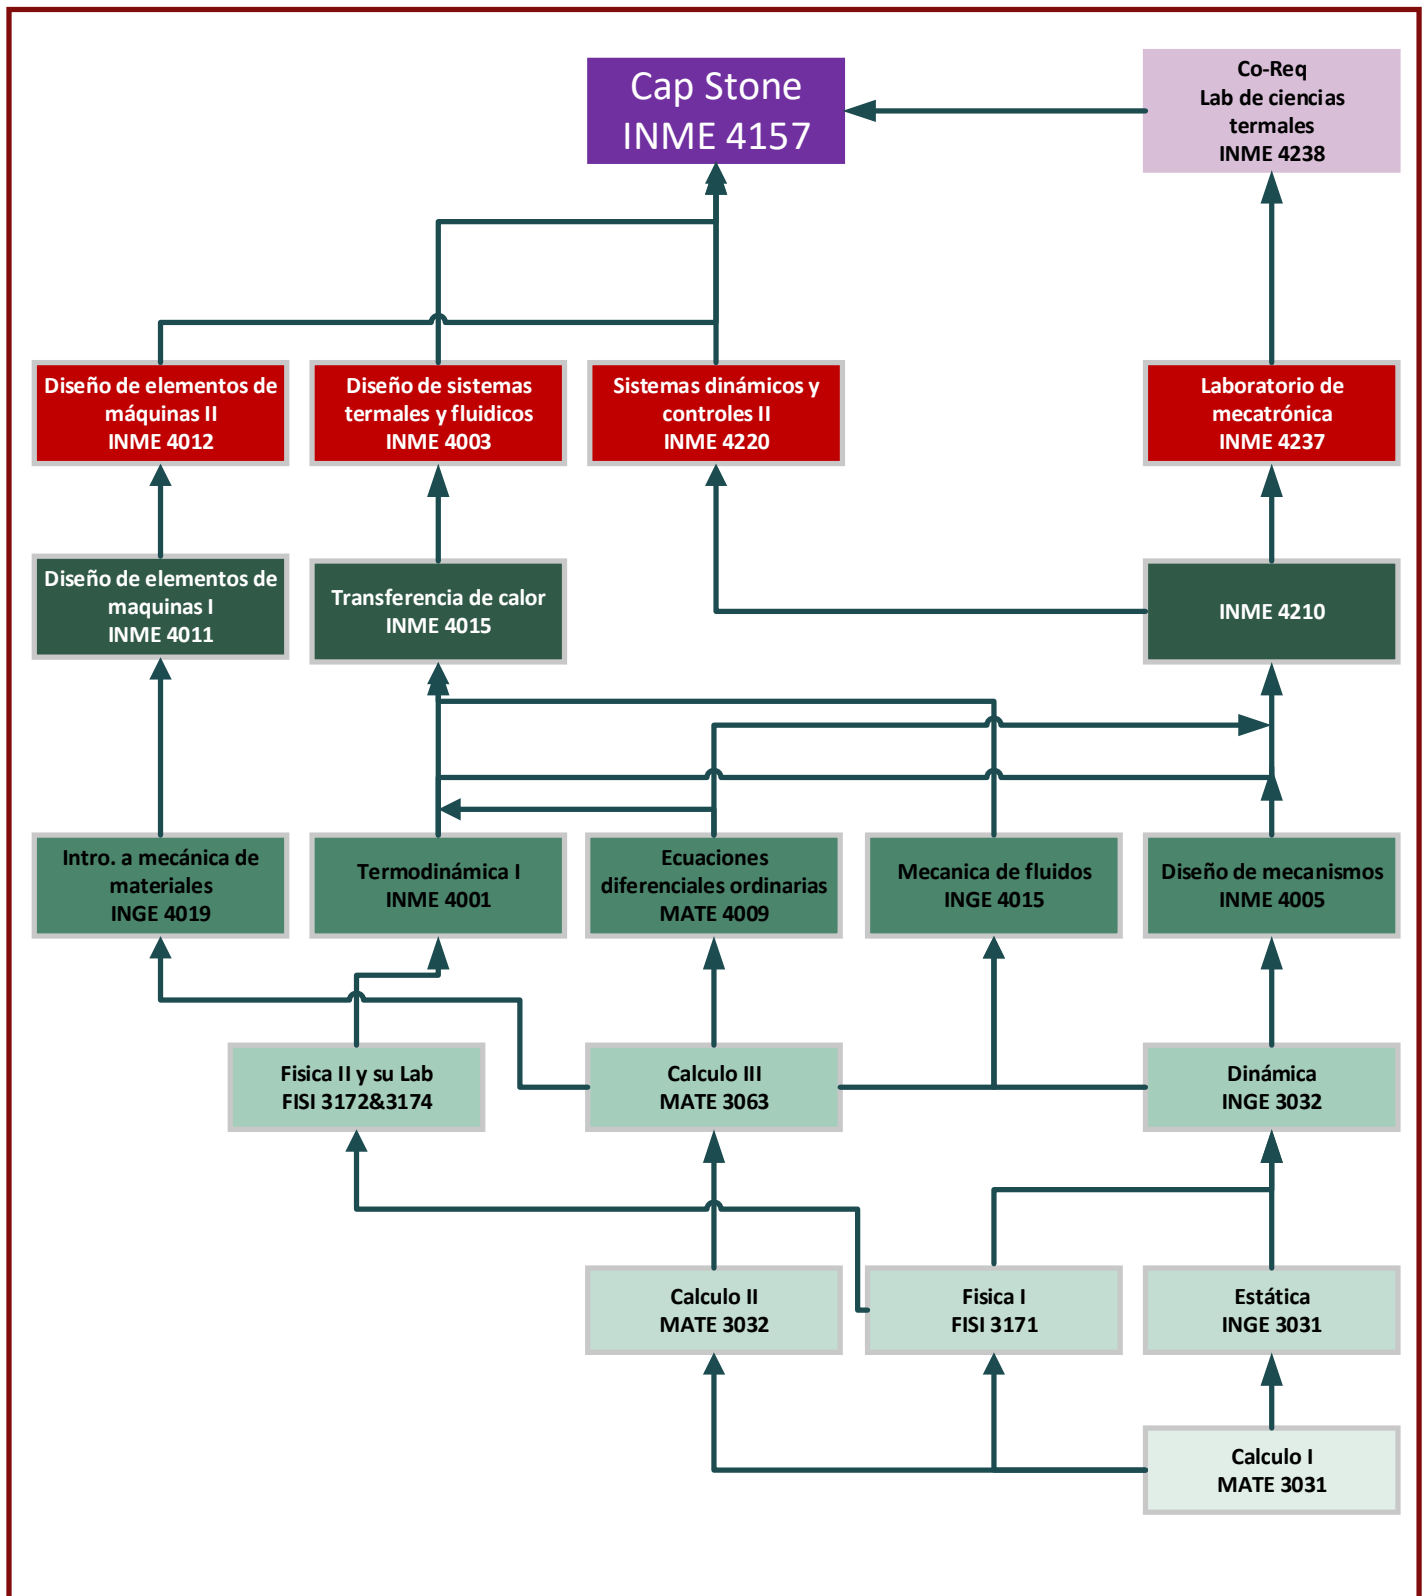 Cap Stone
INME 4157
Co-Req
Lab de ciencias
termales
INME 4238
Diseño de elementos de
máquinas II
INME 4012
Diseño de sistemas
termales y fluidicos
INME 4003
Sistemas dinámicos y
controles II
INME 4220
Laboratorio de
mecatrónica
INME 4237
Diseño de elementos de
maquinas I
INME 4011
Transferencia de calor
INME 4015
INME 4210
Intro. a mecánica de
materiales
INGE 4019
Termodinámica I
INME 4001
Ecuaciones
diferenciales ordinarias
MATE 4009
Mecanica de fluidos
INGE 4015
Diseño de mecanismos
INME 4005
Fisica II y su Lab
FISI 3172&3174
Calculo III
MATE 3063
Dinámica
INGE 3032
Calculo II
MATE 3032
Fisica I
FISI 3171
Estática
INGE 3031
Calculo I
MATE 3031